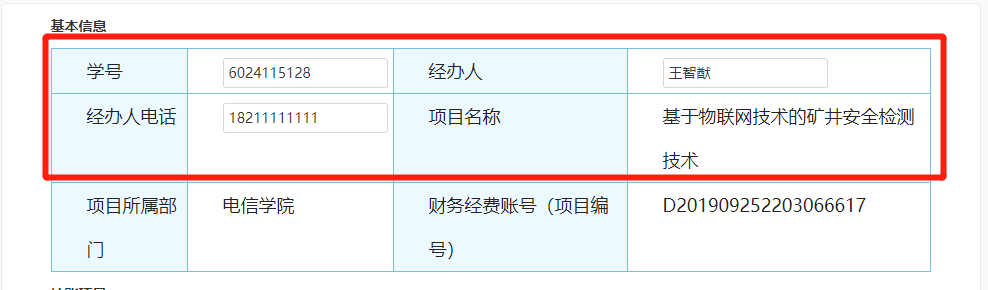 基本信息
学号 6024115128 经办人 王智猷
经办人电话 18211111111 项目名称 基于物联网技术的矿井安全检测
技术
项目所属部 电信学院 财务经费账号（项目编 D201909252203066617
门 号）